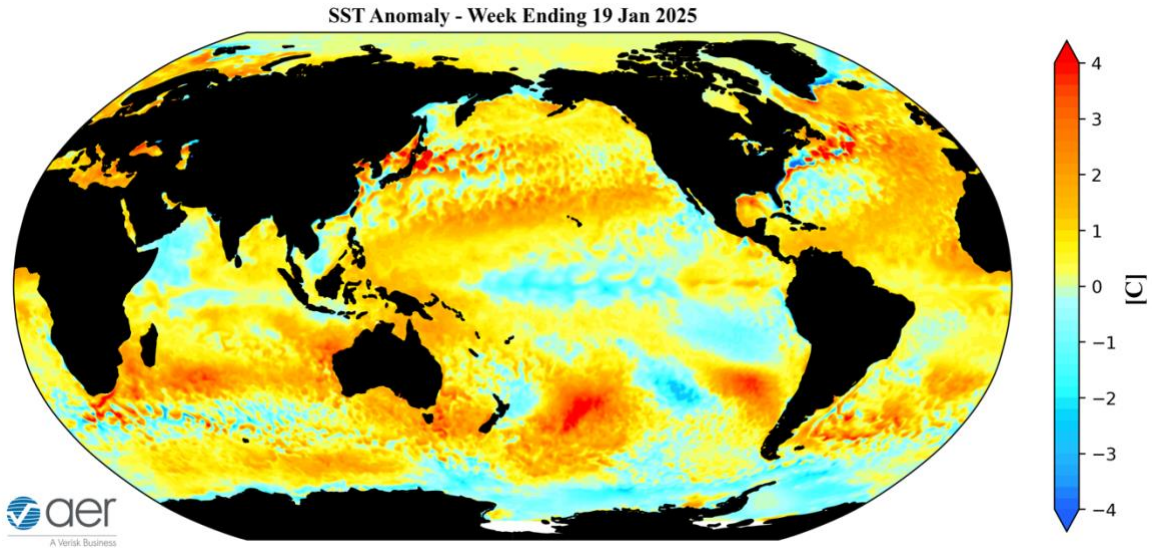 SST Anomaly - Week Ending 19 Jan 2025
4
3
2
1
0
−1
−2
−3
−4
[C]
aer
A Verisk Business